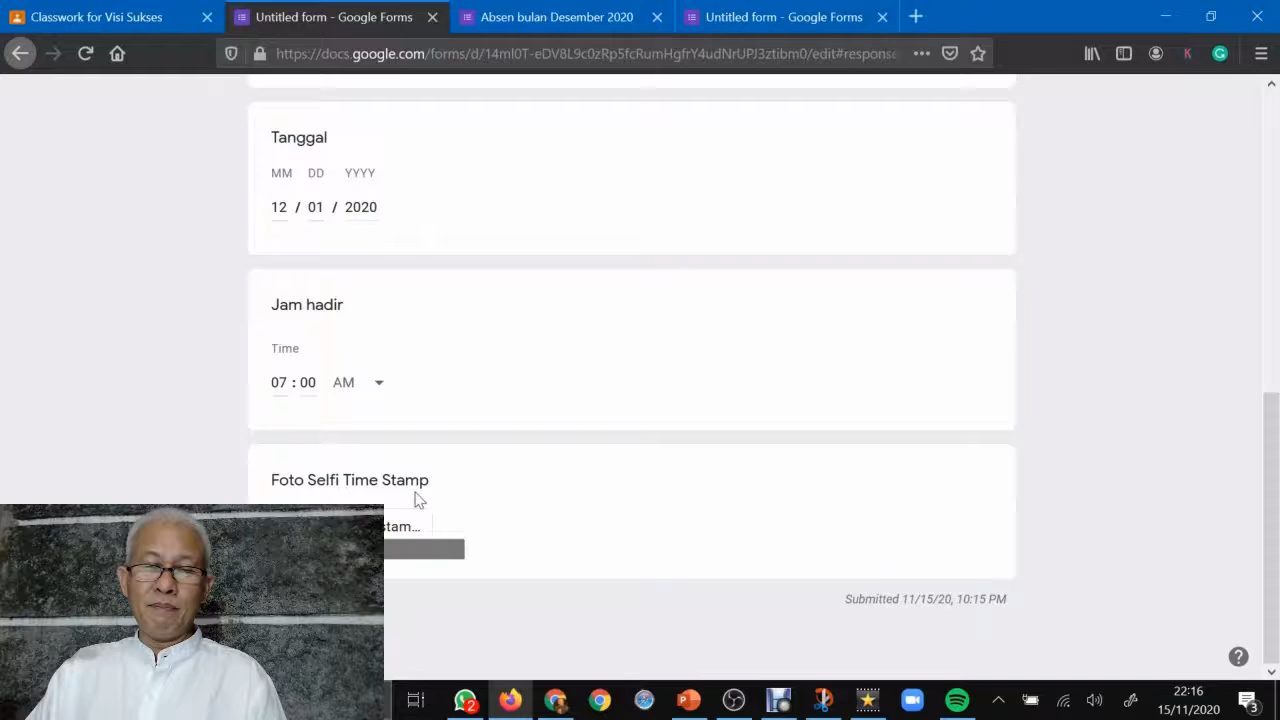 Classwork for Visi Sukses
Untitled form - Google Forms
Absen bulan Desember 2020
Untitled form - Google Forms
https://docs.google.com/forms/d/14ml0T-eDV8L9c0zRp5fcRumHgfrY4udNrUPJ3ztibm0/edit#response
Tanggal
MM DD YYYY
12 / 01 / 2020
Jam hadir
Time
07 : 00 AM
Foto Selfi Time Stamp
stam...
Submitted 11/15/20, 10:15 PM
2
22:16
15/11/2020
3